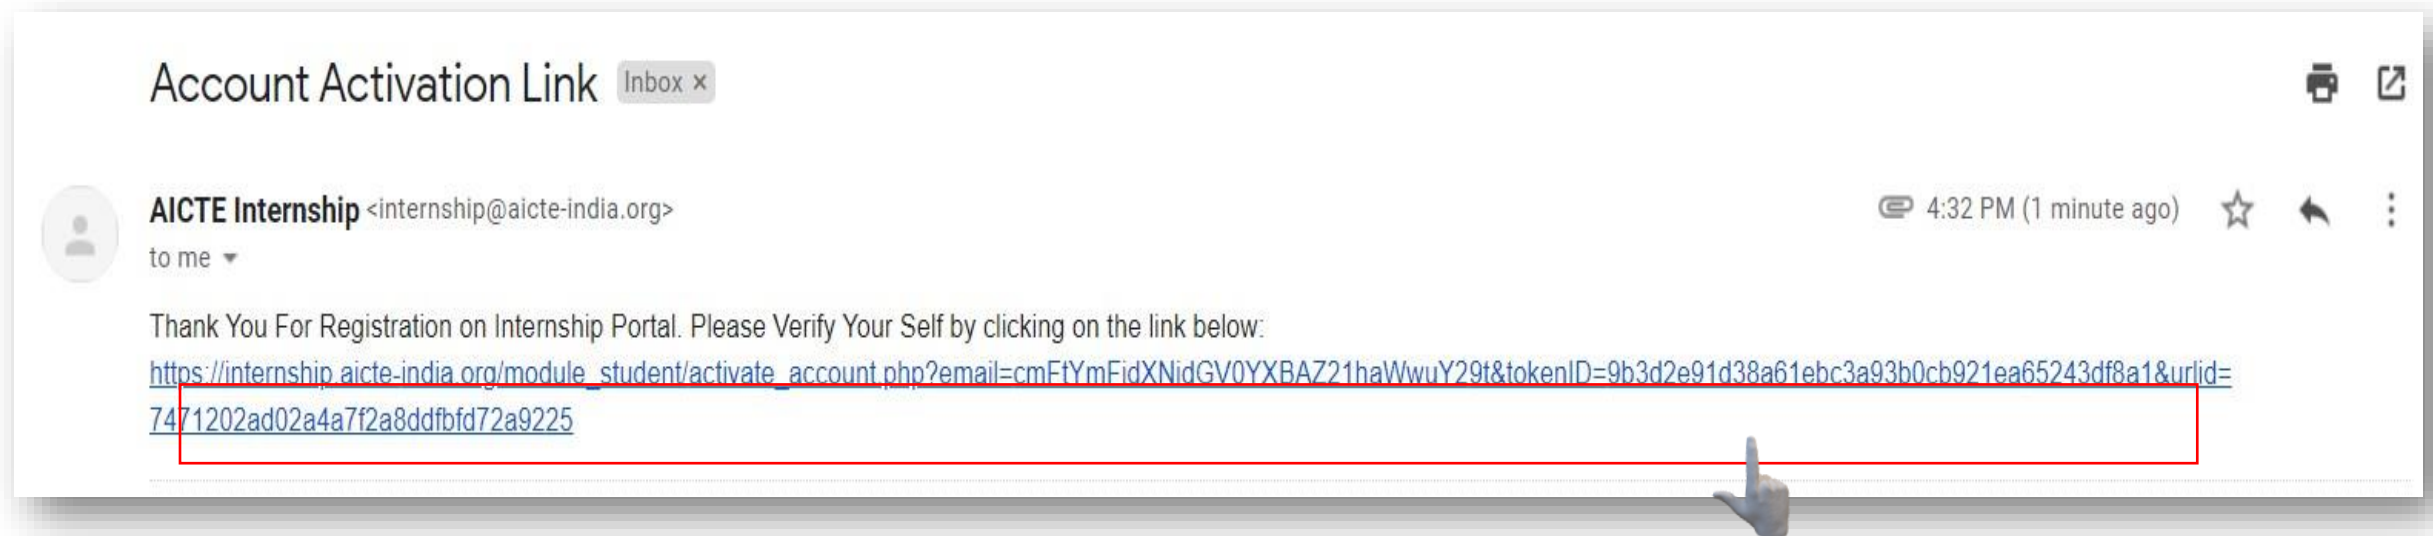 Account Activation Link Inbox ×
AICTE Internship <internship@aicte-india.org> 4:32 PM (1 minute ago)
to me
Thank You For Registration on Internship Portal. Please Verify Your Self by clicking on the link below:
https://internship.aicte-india.org/module_student/activate_account.php?email=cmFtYmFidXNidGV0YXBAZ21haWwuY29t&tokenID=9b3d2e91d38a61ebc3a93b0cb921ea65243df8a1&urlid=
7471202ad02a4a7f2a8ddfbfd72a9225